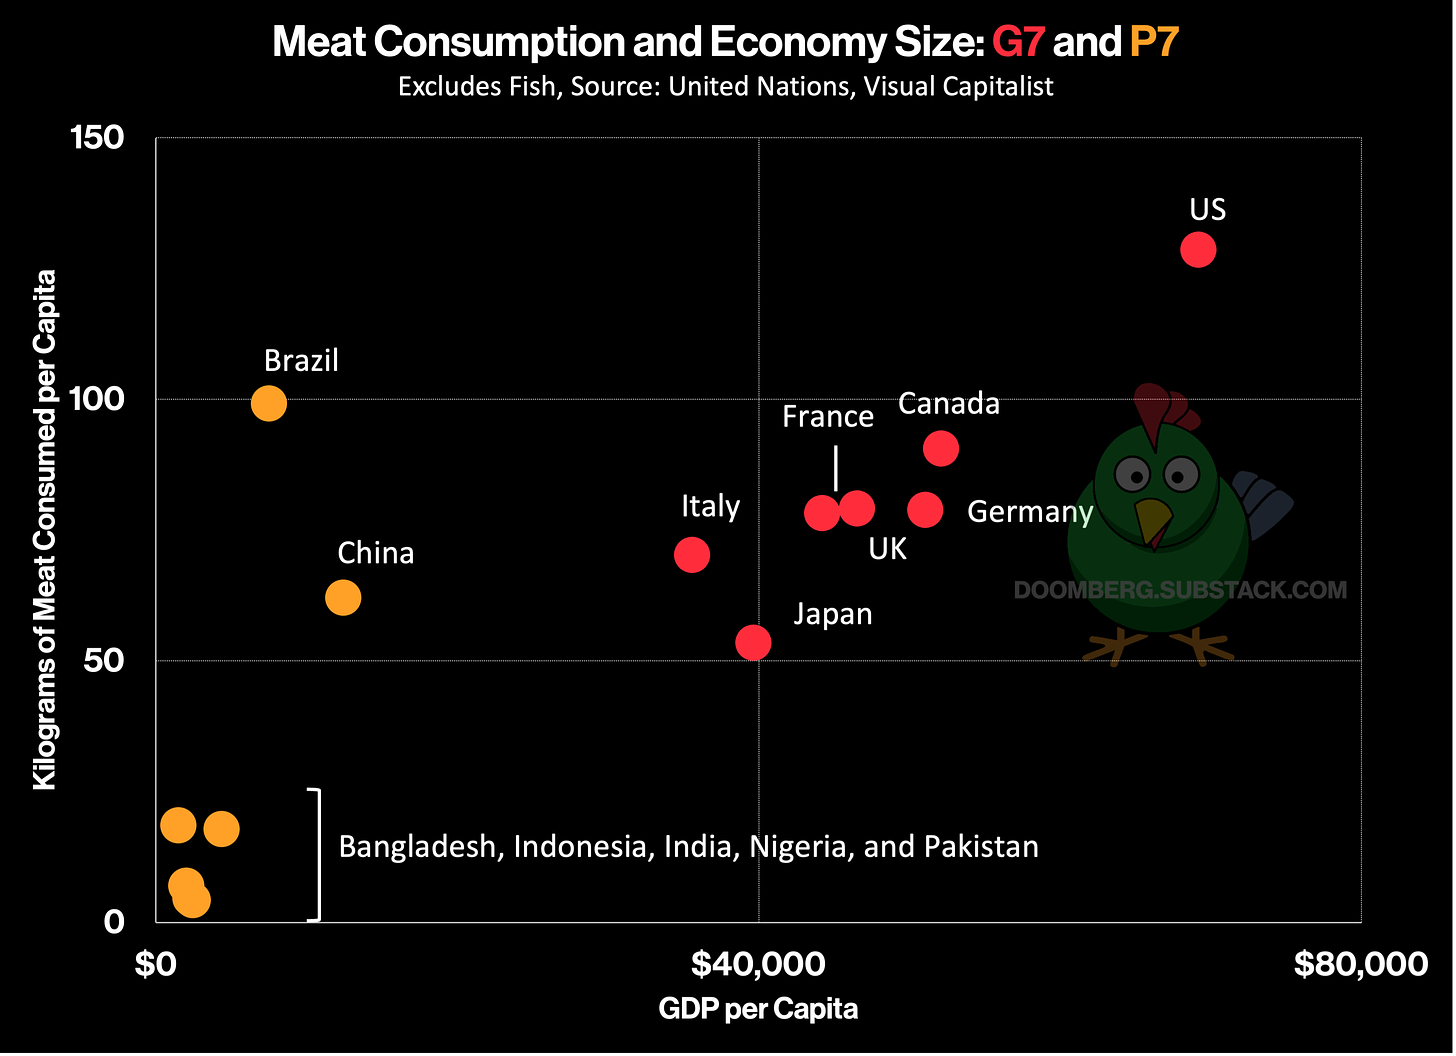 Meat Consumption and Economy Size: G7 and P7
Excludes Fish, Source: United Nations, Visual Capitalist
150
US
Brazil
100
Canada
France
Italy
Germany
UK
China
DOOMBERG.SUBSTACK.COM
Japan
50
Kilograms of Meat Consumed per Capita
Bangladesh, Indonesia, India, Nigeria, and Pakistan
0
$0
$40,000
$80,000
GDP per Capita